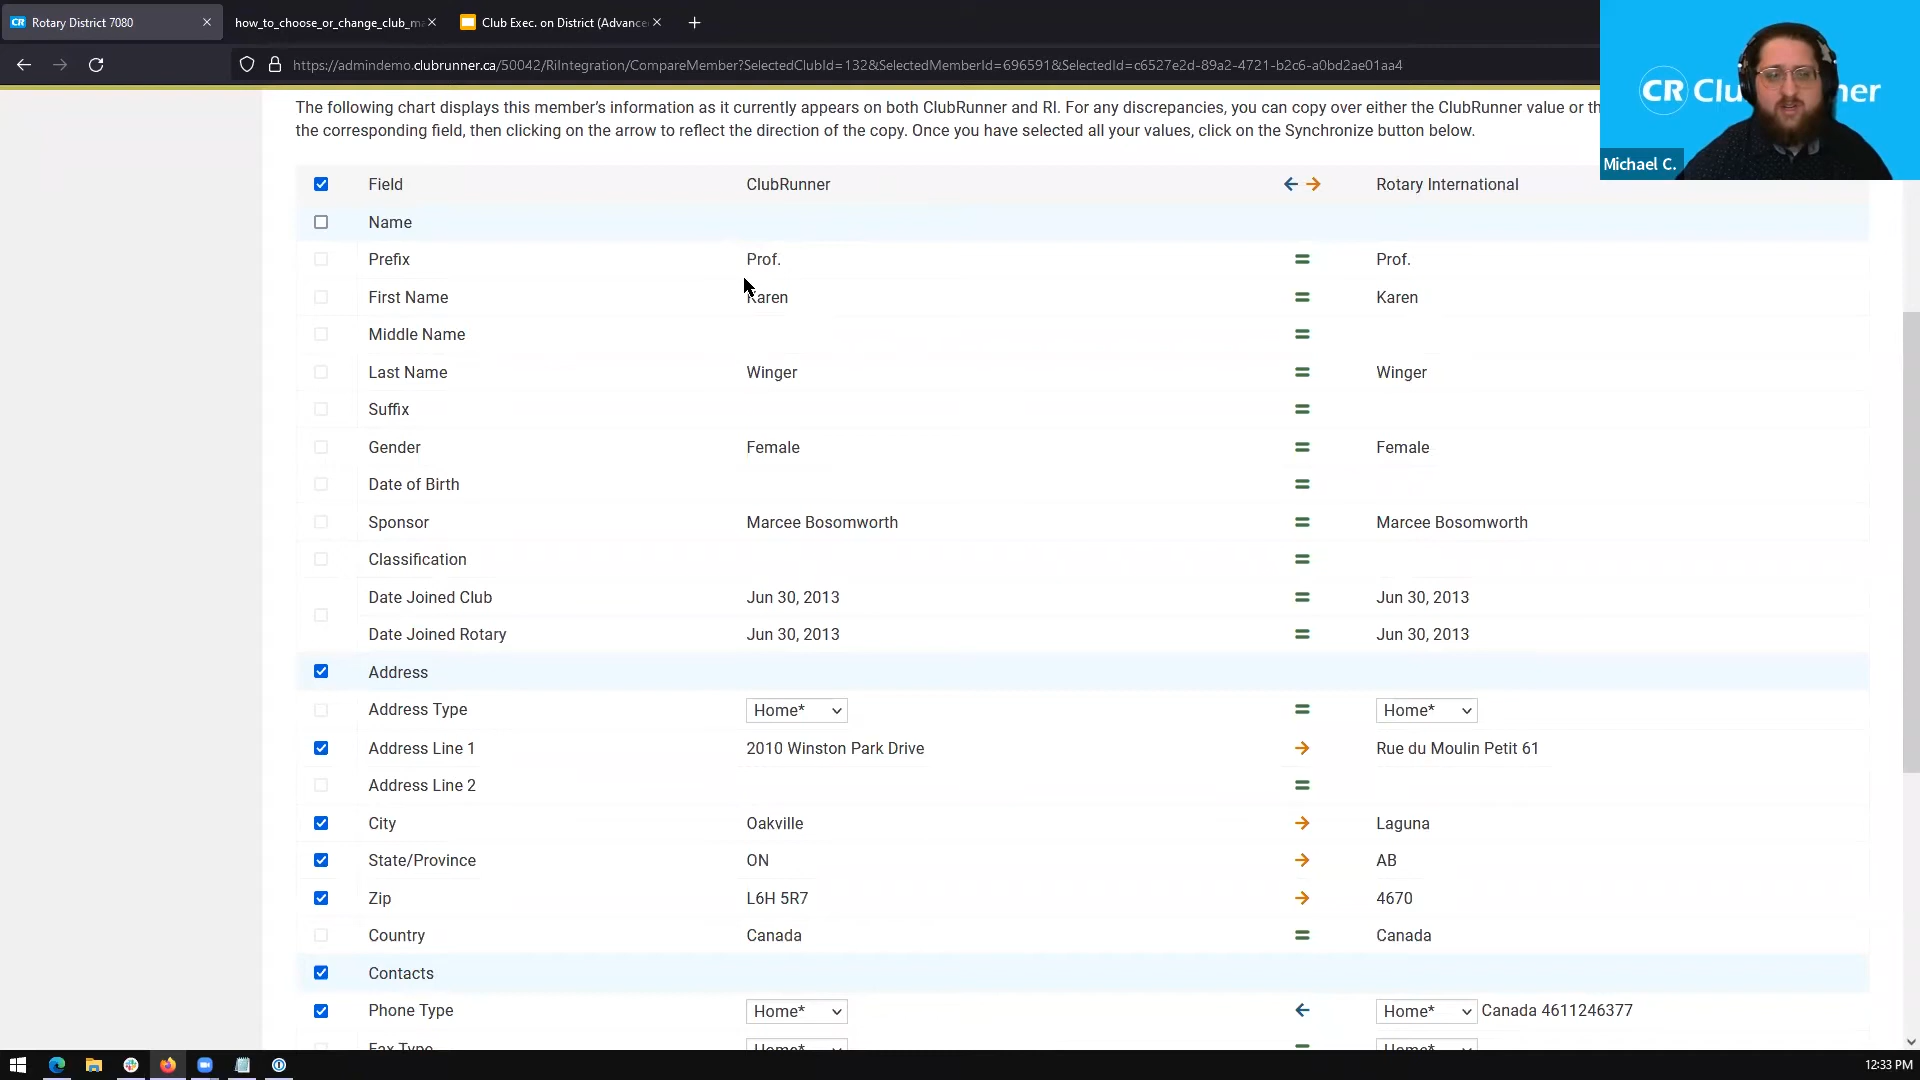 Rotary District 7080
how_to_choose_or_change_club_m
Club Exec. on District (Advance
https://admindemo.clubrunner.ca/50042/RiIntegration/CompareMember?SelectedClubId=132&SelectedMemberId=696591&SelectedId=c6527e2d-89a2-4721-b2c6-a0bd2ae01aa4
CR Clu ner
Michael C.
The following chart displays this member's information as it currently appears on both ClubRunner and RI. For any discrepancies, you can copy over either the ClubRunner value or th
the corresponding field, then clicking on the arrow to reflect the direction of the copy. Once you have selected all your values, click on the Synchronize button below.
Field ClubRunner Rotary International
Name
Prefix Prof. Prof.
First Name Karen Karen
Middle Name
Last Name Winger Winger
Suffix
Gender Female Female
Date of Birth
Sponsor Marcee Bosomworth Marcee Bosomworth
Classification
Date Joined Club Jun 30, 2013 Jun 30, 2013
Date Joined Rotary Jun 30, 2013 Jun 30, 2013
Address
Address Type Home* Home*
Address Line 1 2010 Winston Park Drive Rue du Moulin Petit 61
Address Line 2
City Oakville Laguna
State/Province ON AB
Zip L6H 5R7 4670
Country Canada Canada
Contacts
Phone Type Home* Home* Canada 4611246377
Fax Type Home* Home*
12:33 PM